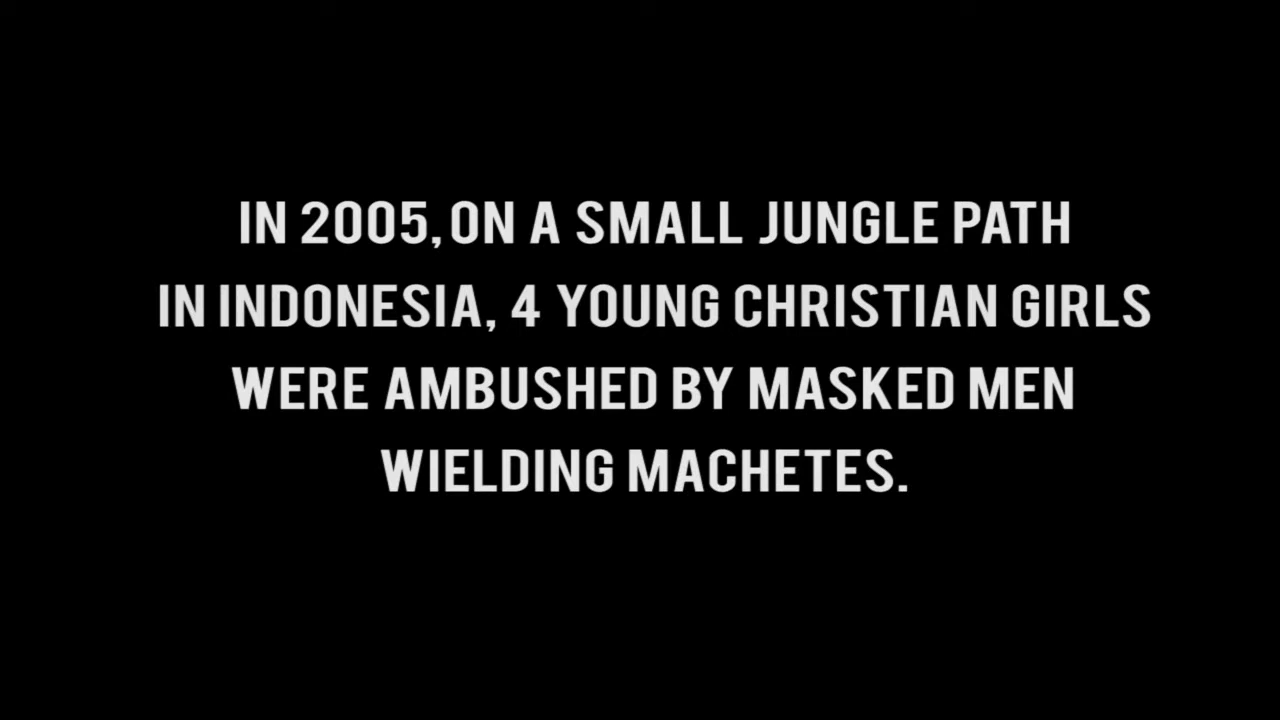 IN 2005, ON A SMALL JUNGLE PATH
IN INDONESIA, 4 YOUNG CHRISTIAN GIRLS
WERE AMBUSHED BY MASKED MEN
WIELDING MACHETES.